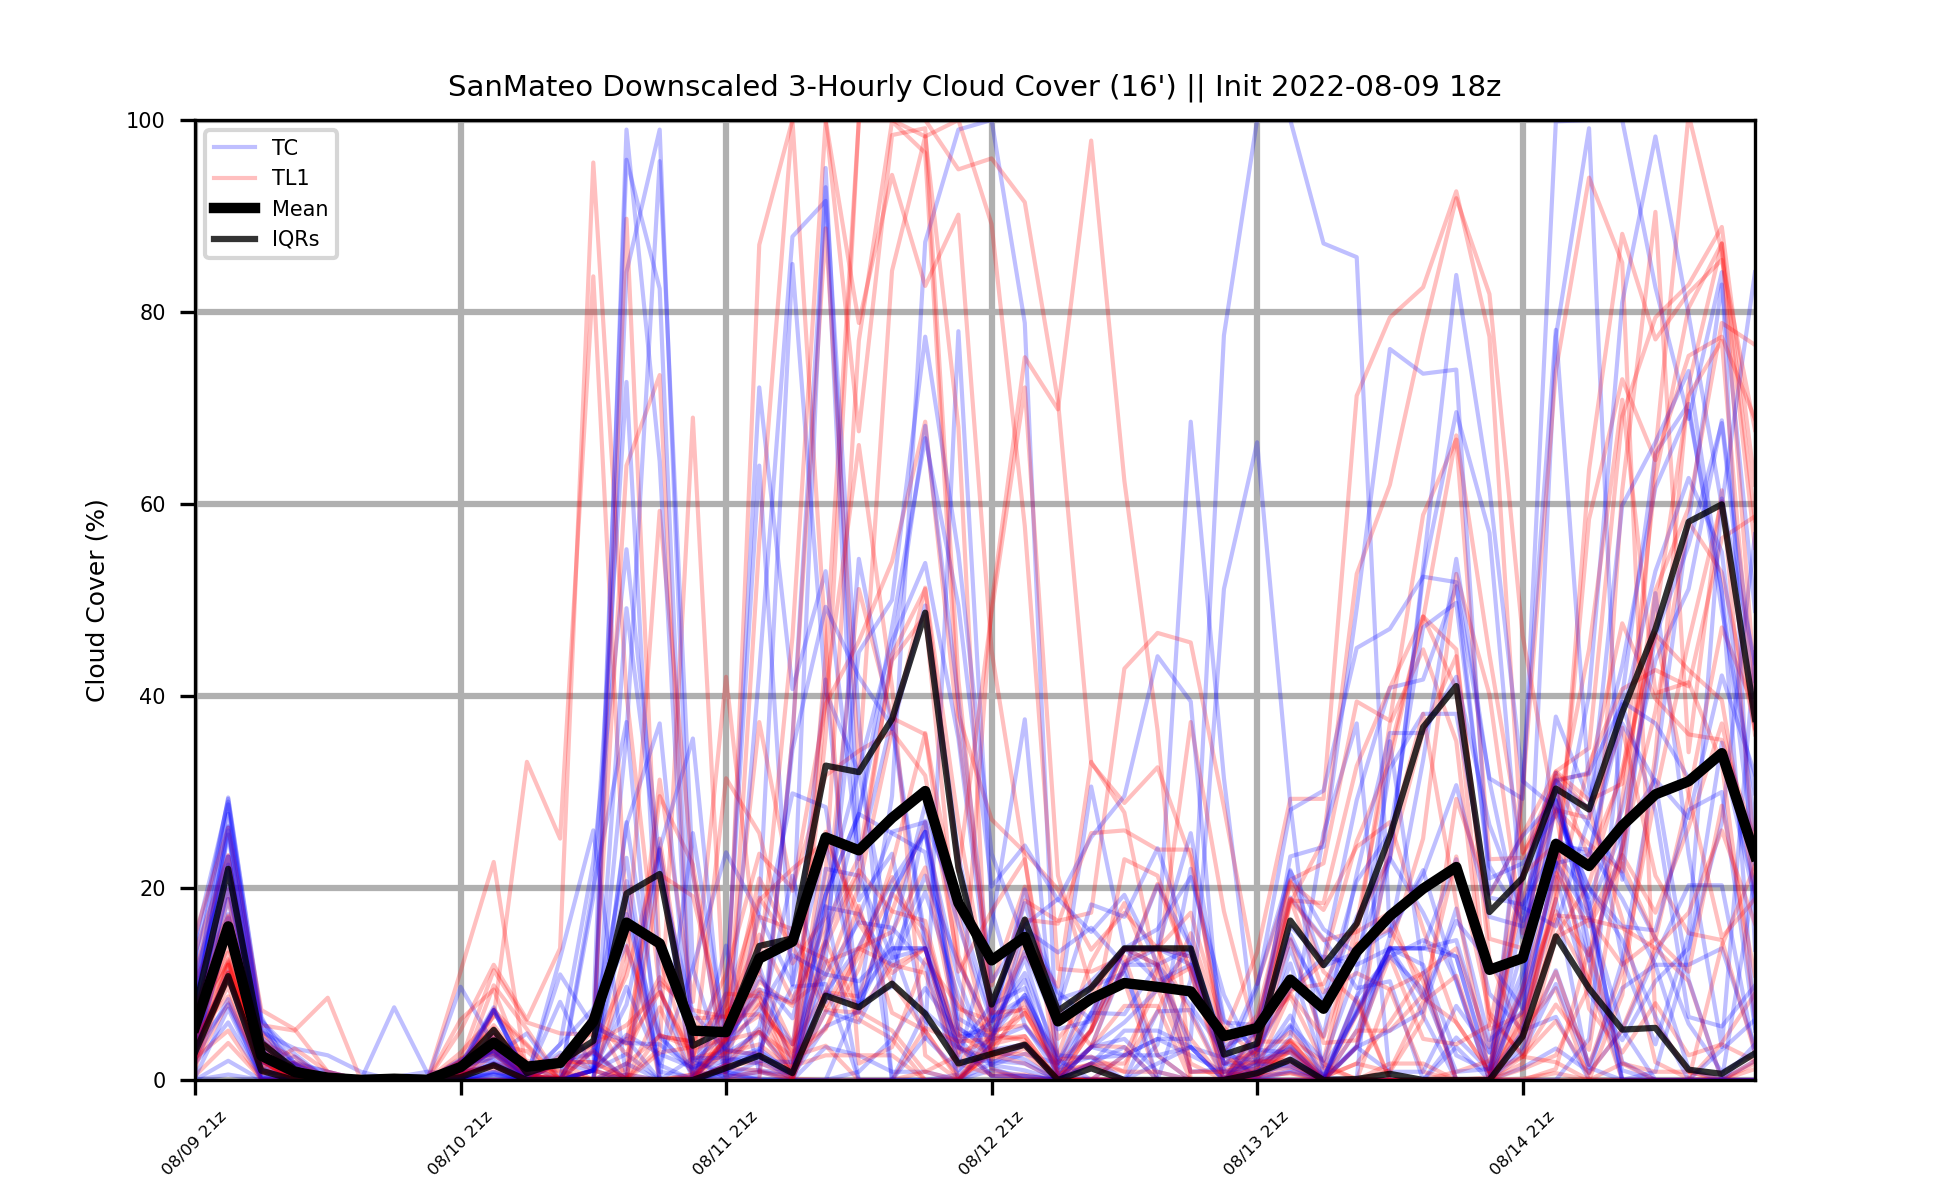 SanMateo Downscaled 3-Hourly Cloud Cover (16') || Init 2022-08-09 18z
TC
TL1
Mean
IQRs
Cloud Cover (%)
100
80
60
40
20
0
08/09 21z
08/10 21z
08/11 21z
08/12 21z
08/13 21z
08/14 21z